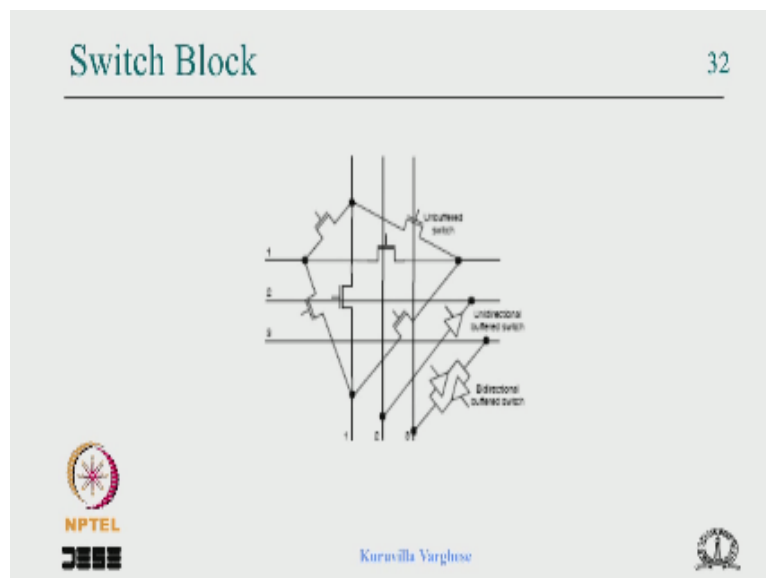 Switch Block
32
Unbuffered
switch
1
2
Unidirectional
buffered switch
3
Bidirectional
buffered switch
1 2 3
NPTEL
Kuruvilla Varghese